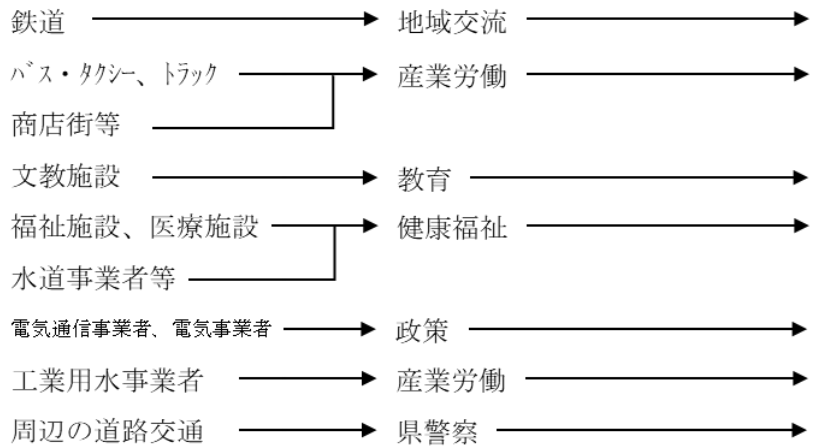 鉄道 地域交流
バス・タクシー、トラック 産業労働
商店街等
文教施設 教育
福祉施設、医療施設 健康福祉
水道事業者等
電気通信事業者、電気事業者 政策
工業用水事業者 産業労働
周辺の道路交通 県警察